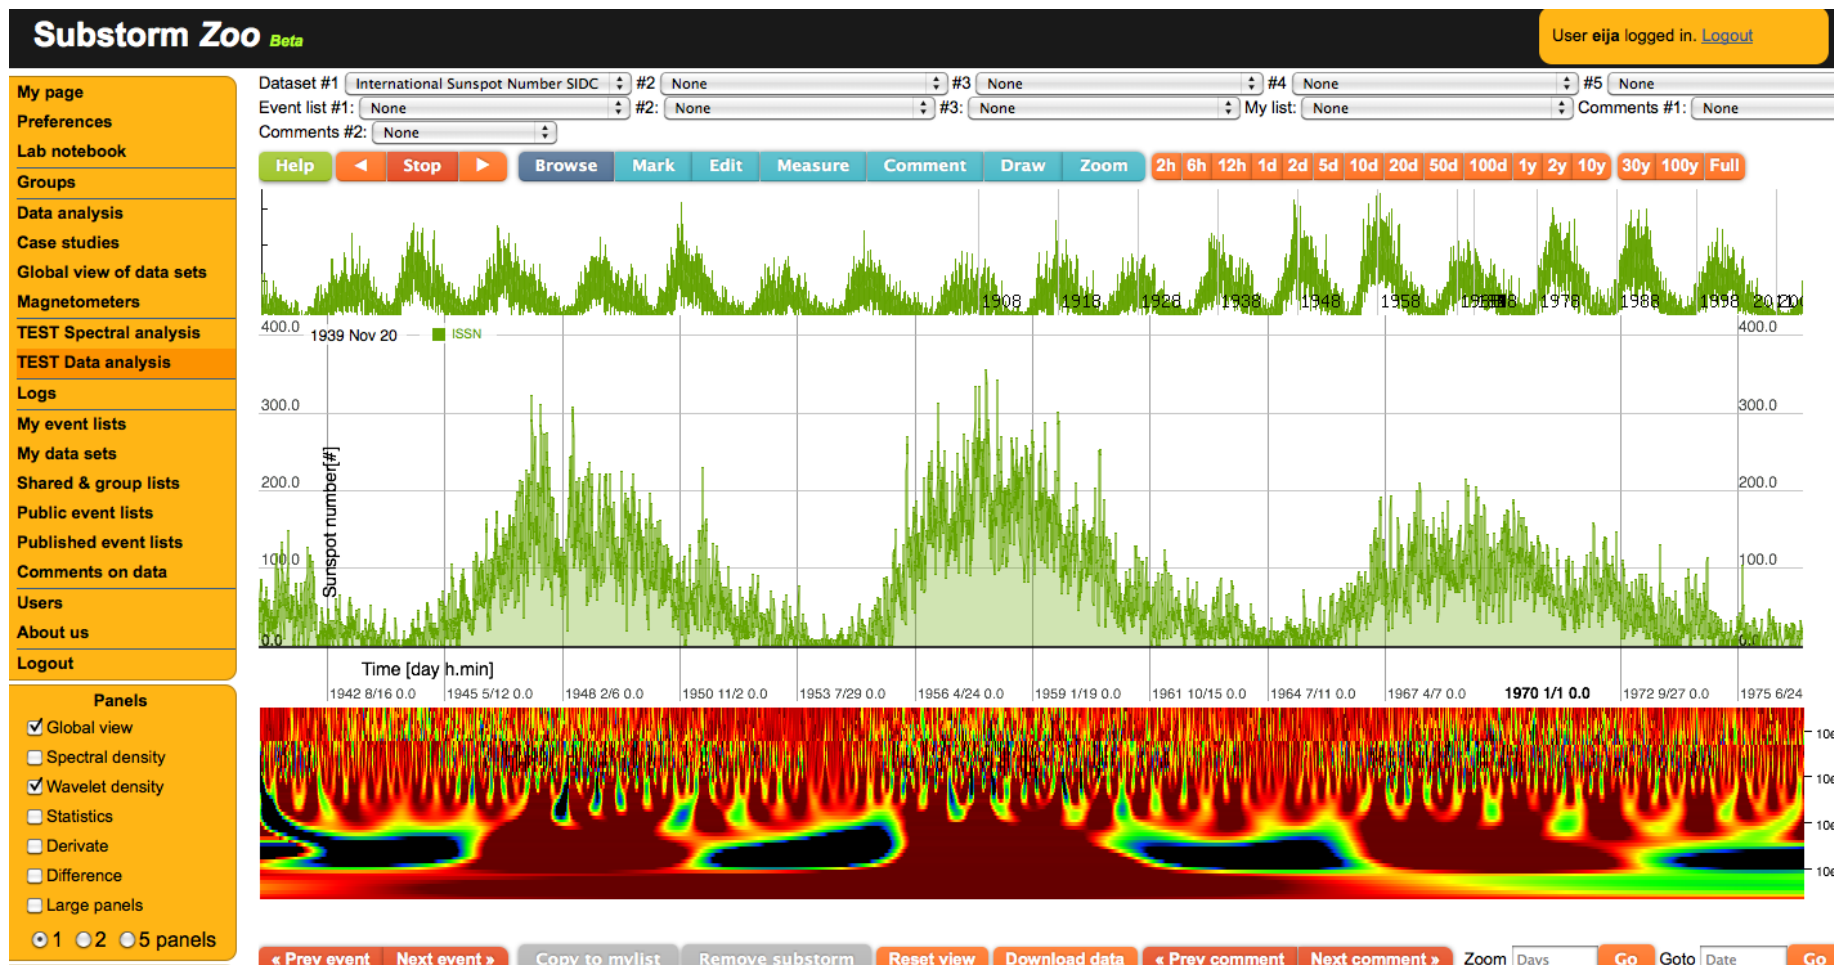 Substorm Zoo Beta
User eija logged in. Logout
My page
Preferences
Lab notebook
Groups
Data analysis
Case studies
Global view of data sets
Magnetometers
TEST Spectral analysis
TEST Data analysis
Logs
My event lists
My data sets
Shared & group lists
Public event lists
Published event lists
Comments on data
Users
About us
Logout
Panels
Global view
Spectral density
Wavelet density
Statistics
Derivate
Difference
Large panels
1 2 5 panels
Dataset #1 International Sunspot Number SIDC #2 None #3 None #4 None #5 None
Event list #1: None #2: None #3: None My list: None Comments #1: None
Comments #2: None
Help Stop Browse Mark Edit Measure Comment Draw Zoom 2h 6h 12h 1d 2d 5d 10d 20d 50d 100d 1y 2y 10y 30y 100y Full
1908 1918 1928 1938 1948 1958 1978 1988 1998
400.0 1939 Nov 20 ISSN 400.0
300.0 300.0
200.0 200.0
Sunspot number[#]
100.0 100.0
0.0 0.0
Time [day h.min]
1942 8/16 0.0 1945 5/12 0.0 1948 2/6 0.0 1950 11/2 0.0 1953 7/29 0.0 1956 4/24 0.0 1959 1/19 0.0 1961 10/15 0.0 1964 7/11 0.0 1967 4/7 0.0 1970 1/1 0.0 1972 9/27 0.0 1975 6/24
10e
10e
10e
10e
« Prev event Next event » Copy to mylist Remove substorm Reset view Download data « Prev comment Next comment » Zoom Days Go Goto Date Go